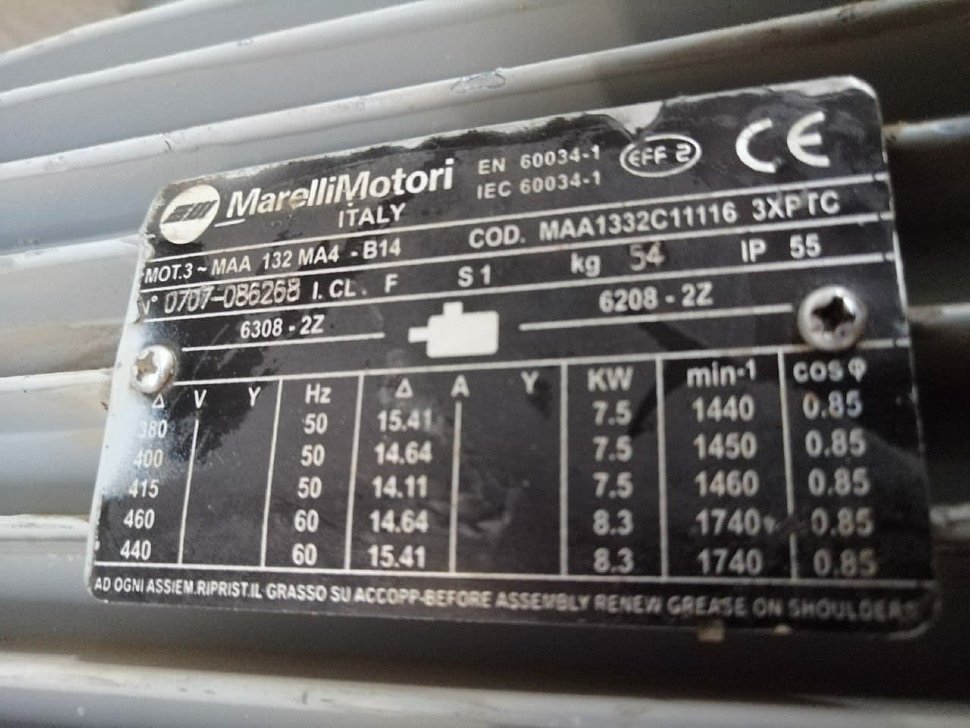 MarelliMotori
ITALY
EN 60034-1
IEC 60034-1
EFF 2
CE
MOT.3 ~ MAA 132 MA4 - B14 COD. MAA1332C11116 3XPTC
N° 0707-086268 I. CL. F S 1 kg 54 IP 55
6308 - 2Z 6208 - 2Z
Δ V Y Hz Δ A Y KW min-1 cos φ
380 50 15.41 7.5 1440 0.85
400 50 14.64 7.5 1450 0.85
415 50 14.11 7.5 1460 0.85
460 60 14.64 8.3 1740 0.85
440 60 15.41 8.3 1740 0.85
AD OGNI ASSIEM.RIPRIST.IL GRASSO SU ACCOPP-BEFORE ASSEMBLY RENEW GREASE ON SHOULDERS